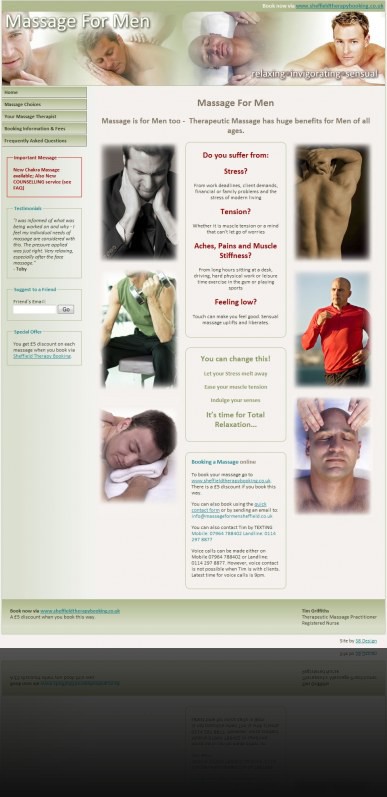 Book now via www.sheffieldtherapybooking.co.uk
Massage For Men
relaxing~invigorating~sensual
Home
Massage Choices
Your Massage Therapist
Booking Information & Fees
Frequently Asked Questions
Important Message
New Chakra Massage
available; Also New
COUNSELLING service (see
FAQ)
Testimonials
"I was informed of what was
being worked on and why - I
feel my individual needs of
massage are considered with
this. The pressure applied
was just right. Very relaxing,
especially after the face
massage."
- Toby
Suggest to a Friend
Friend's Email:
Go
Special Offer
You get £5 discount on each
massage when you book via
Sheffield Therapy Booking.
Massage For Men
Massage is for Men too - Therapeutic Massage has huge benefits for Men of all
ages.
Do you suffer from:
Stress?
From work deadlines, client demands,
financial or family problems and the
stress of modern living
Tension?
Whether it is muscle tension or a mind
that can't let go of worries
Aches, Pains and Muscle
Stiffness?
From long hours sitting at a desk,
driving, hard physical work or leisure
time exercise in the gym or playing
sports
Feeling low?
Touch can make you feel good. Sensual
massage uplifts and liberates.
You can change this!
Let your stress melt away
Ease your muscle tension
Indulge your senses
It's time for Total
Relaxation...
Booking a Massage online
To book your massage go to
www.sheffieldtherapybooking.co.uk
There is a £5 discount if you book this
way.
You can also book using the quick
contact form or by sending an email to:
info@massageformensheffield.co.uk
You can also contact Tim by TEXTING
Mobile: 07964 788402 Landline: 0114
297 8877
Voice calls can be made either on
Mobile 07964 788402 or Landline:
0114 297 8877. However, voice contact
is not possible when Tim is with clients.
Latest time for voice calls is 9pm.
Book now via www.sheffieldtherapybooking.co.uk
A £5 discount when you book this way.
Tim Griffiths
Therapeutic Massage Practitioner
Registered Nurse
Site by SB Design